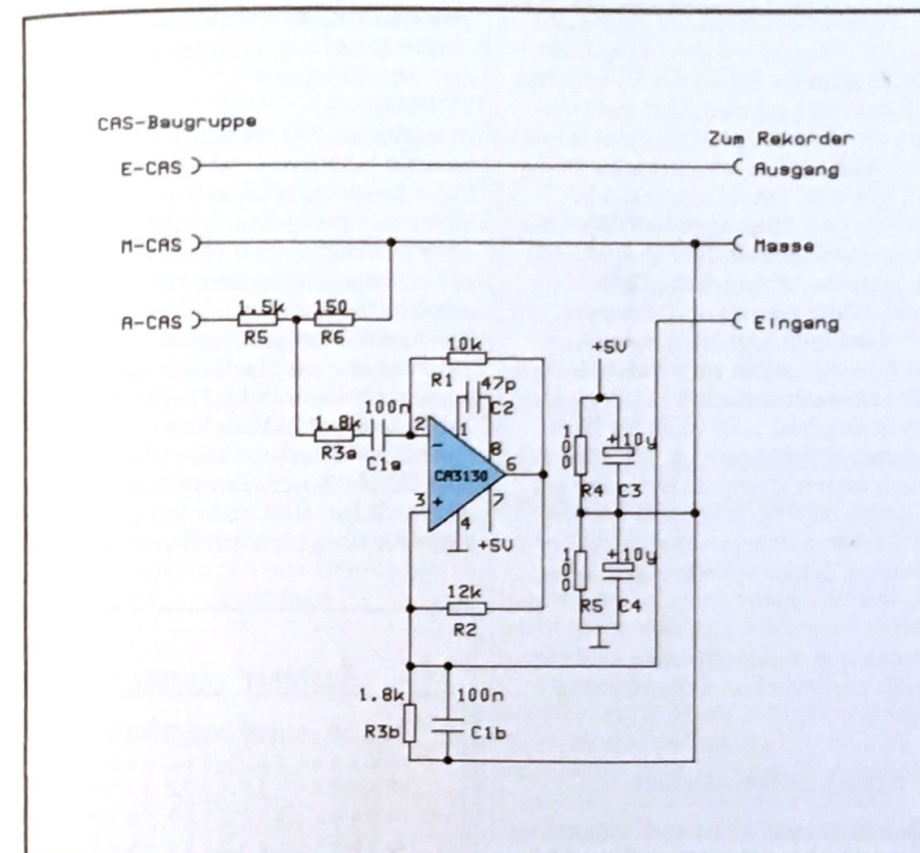 CAS-Baugruppe
Zum Rekorder
E-CAS
Ausgang
M-CAS
Masse
A-CAS
1.5k
R5
150
R6
Eingang
+5V
10k
R1
47p
C2
100n
1.8k
R3a
C1a
2
1
8
-
CA3130
6
3
+
7
4
+5V
100
R4
+10µ
C3
100
R5
+10µ
C4
12k
R2
1.8k
R3b
100n
C1b